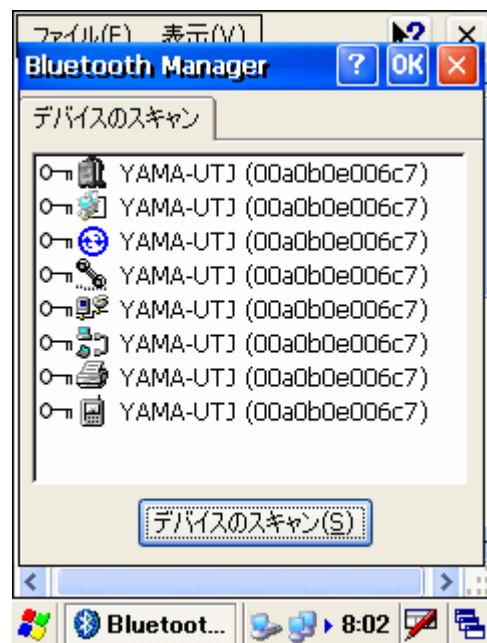 ファイル(F) 表示(V)
Bluetooth Manager ? OK
デバイスのスキャン
YAMA-UTJ (00a0b0e006c7)
YAMA-UTJ (00a0b0e006c7)
YAMA-UTJ (00a0b0e006c7)
YAMA-UTJ (00a0b0e006c7)
YAMA-UTJ (00a0b0e006c7)
YAMA-UTJ (00a0b0e006c7)
YAMA-UTJ (00a0b0e006c7)
YAMA-UTJ (00a0b0e006c7)
デバイスのスキャン(S)
Bluetoot... 8:02